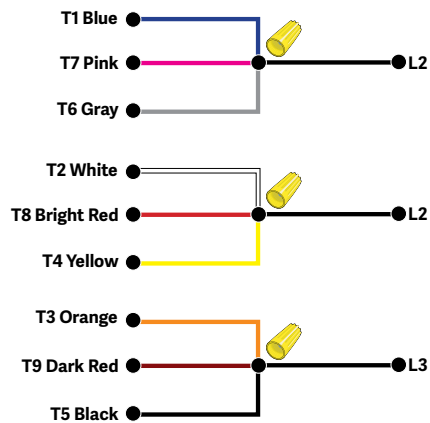 T1 Blue
T7 Pink
L2
T6 Gray
T2 White
T8 Bright Red
L2
T4 Yellow
T3 Orange
T9 Dark Red
L3
T5 Black